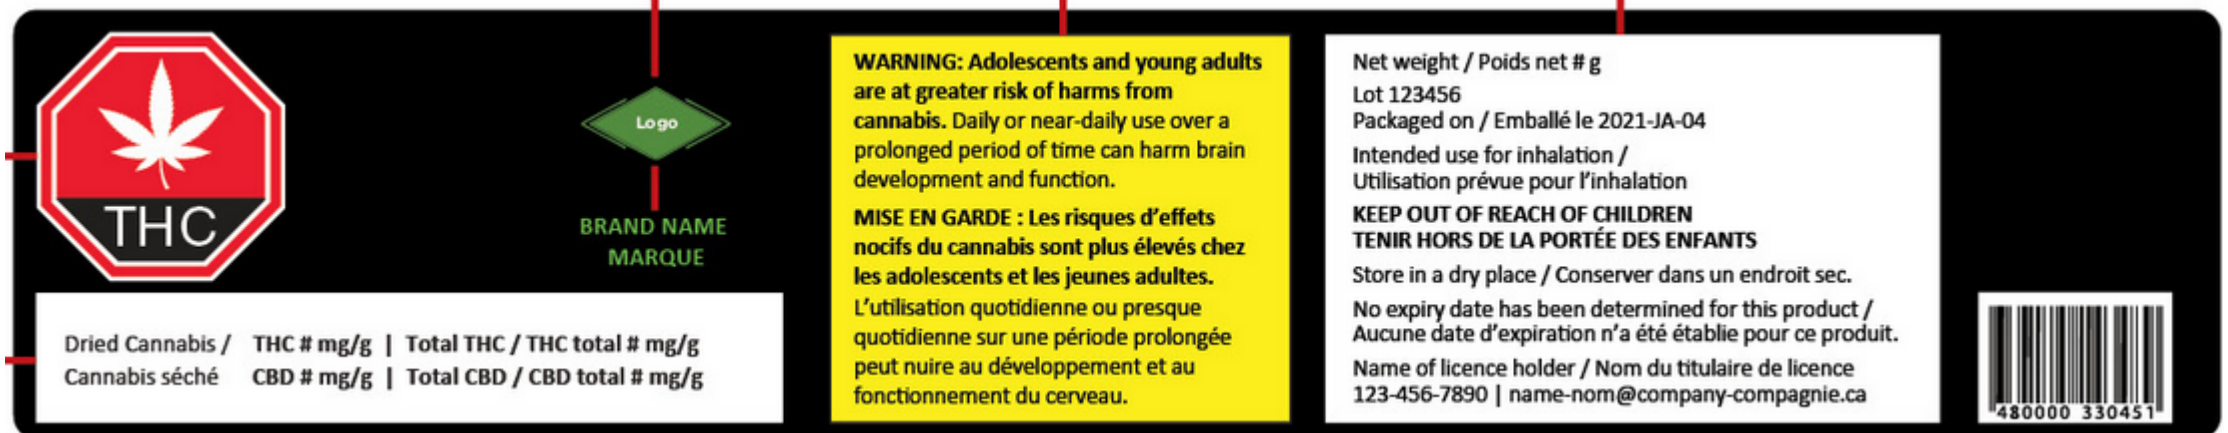 THC
Dried Cannabis / THC # mg/g | Total THC / THC total # mg/g
Cannabis séché CBD # mg/g | Total CBD / CBD total # mg/g
Logo
BRAND NAME
MARQUE
WARNING: Adolescents and young adults
are at greater risk of harms from
cannabis. Daily or near-daily use over a
prolonged period of time can harm brain
development and function.
MISE EN GARDE : Les risques d’effets
nocifs du cannabis sont plus élevés chez
les adolescents et les jeunes adultes.
L’utilisation quotidienne ou presque
quotidienne sur une période prolongée
peut nuire au développement et au
fonctionnement du cerveau.
Net weight / Poids net # g
Lot 123456
Packaged on / Emballé le 2021-JA-04
Intended use for inhalation /
Utilisation prévue pour l’inhalation
KEEP OUT OF REACH OF CHILDREN
TENIR HORS DE LA PORTÉE DES ENFANTS
Store in a dry place / Conserver dans un endroit sec.
No expiry date has been determined for this product /
Aucune date d’expiration n’a été établie pour ce produit.
Name of licence holder / Nom du titulaire de licence
123-456-7890 | name-nom@company-compagnie.ca
480000 330451